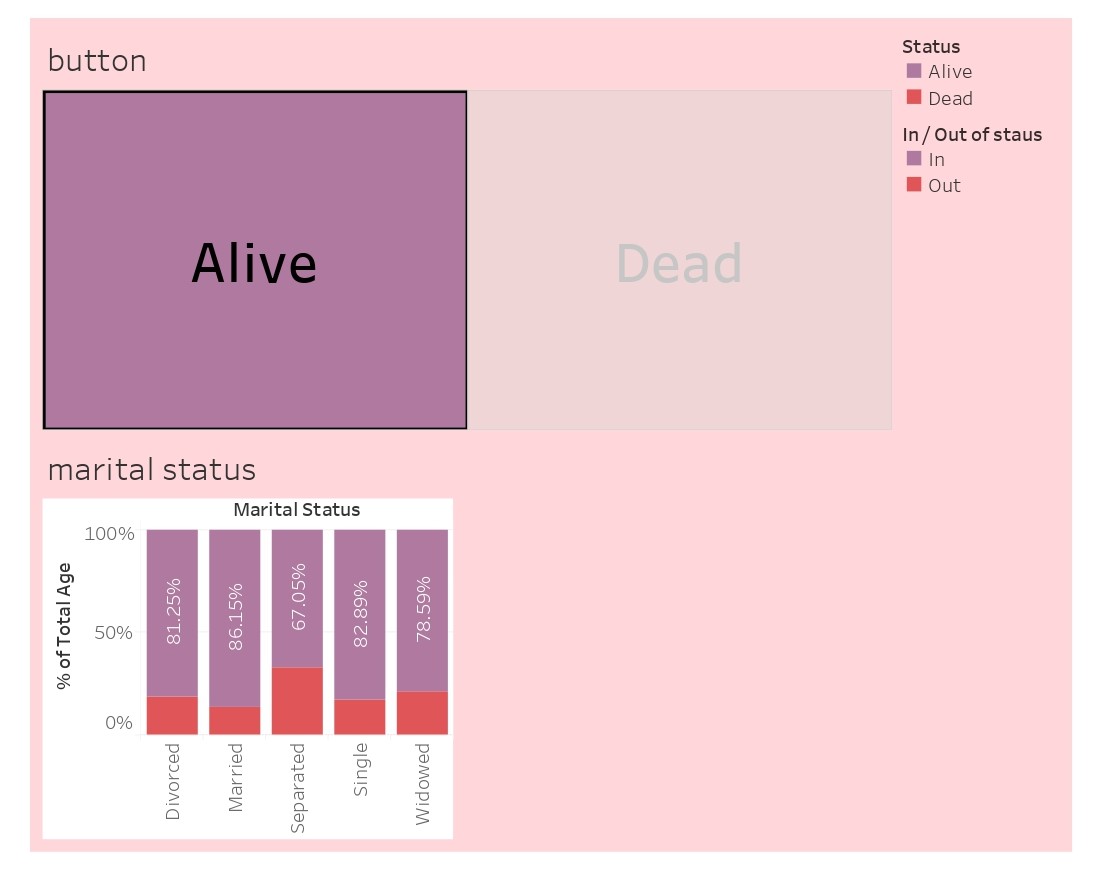 button
Status
Alive
Dead
In / Out of staus
In
Out
Alive
Dead
marital status
Marital Status
% of Total Age
100%
50%
0%
81.25%
86.15%
67.05%
82.89%
78.59%
Divorced
Married
Separated
Single
Widowed